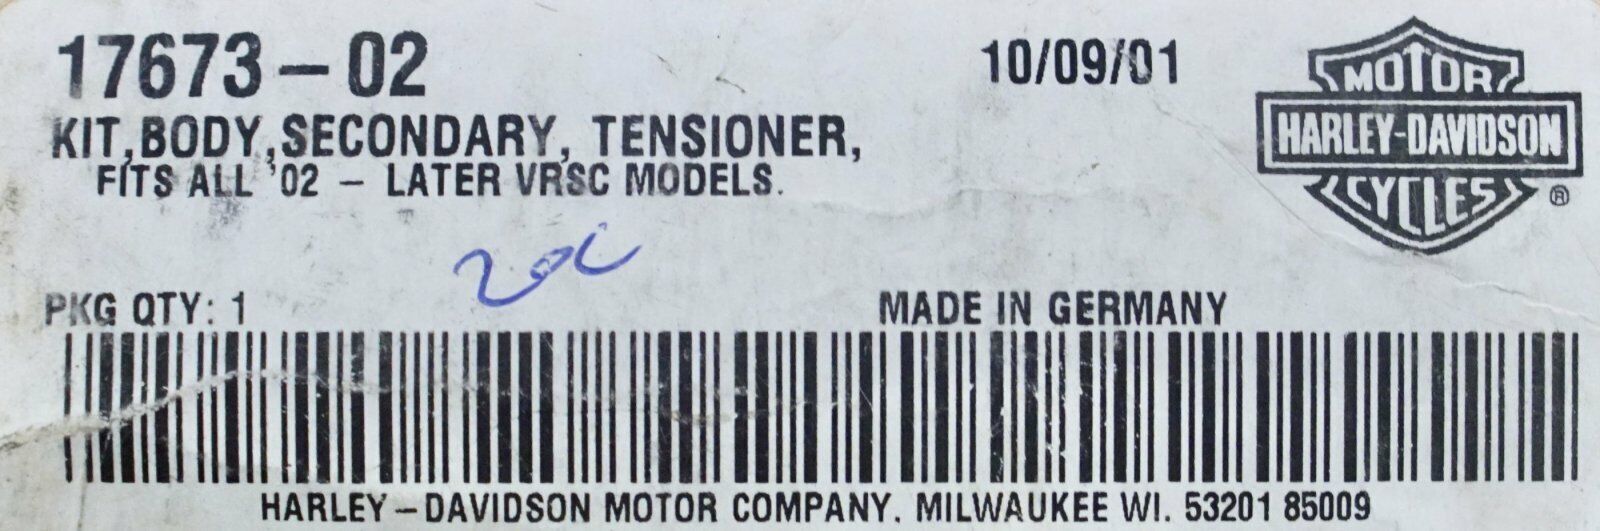 17673-02
10/09/01
KIT,BODY,SECONDARY, TENSIONER,
FITS ALL '02 - LATER VRSC MODELS.
MOTOR
HARLEY-DAVIDSON
CYCLES ®
PKG QTY: 1
MADE IN GERMANY
HARLEY-DAVIDSON MOTOR COMPANY. MILWAUKEE WI. 53201 85009